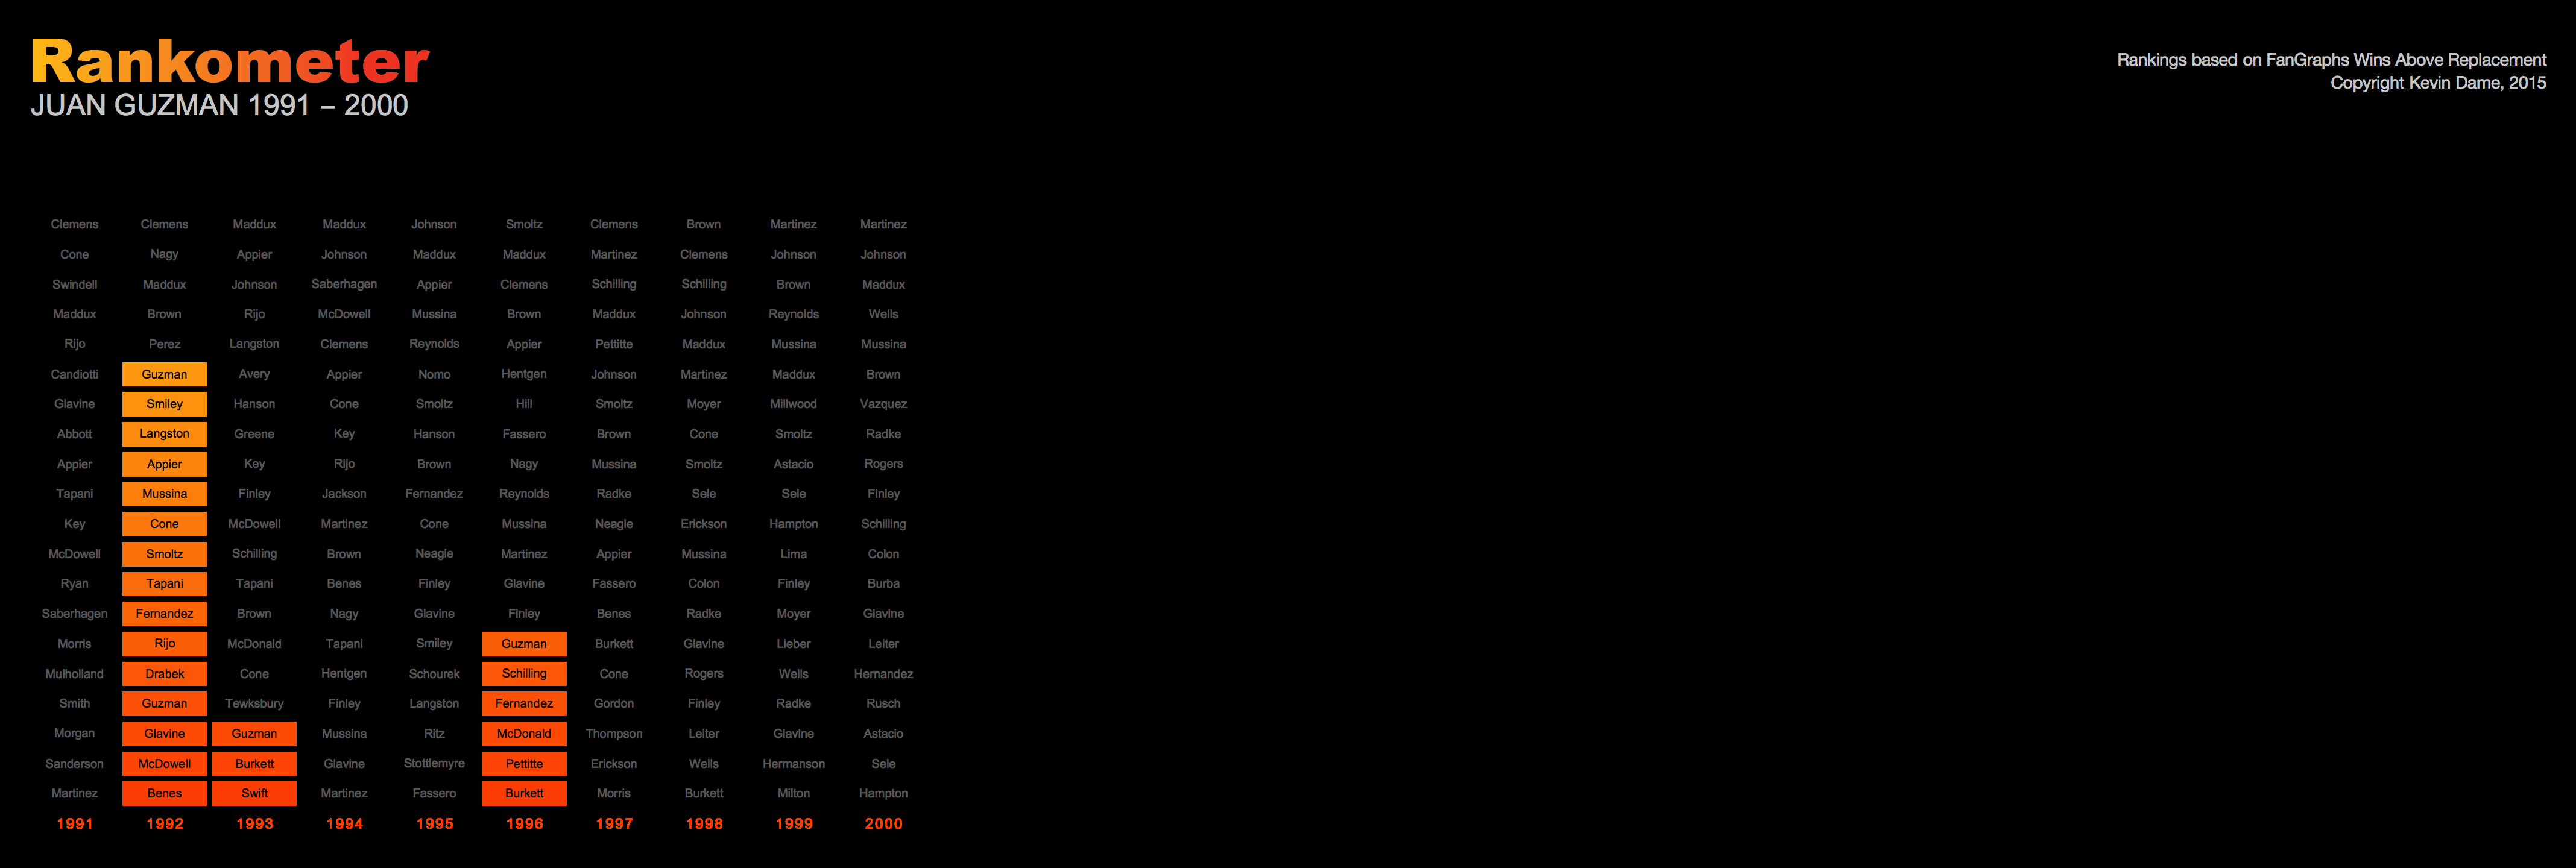 Rankometer
JUAN GUZMAN 1991 – 2000
Rankings based on FanGraphs Wins Above Replacement
Copyright Kevin Dame, 2015
Clemens Clemens Maddux Maddux Johnson Smoltz Clemens Brown Martinez Martinez
Cone Nagy Appier Johnson Maddux Maddux Martinez Clemens Johnson Johnson
Swindell Maddux Johnson Saberhagen Appier Clemens Schilling Schilling Brown Maddux
Maddux Brown Rijo McDowell Mussina Brown Maddux Johnson Reynolds Wells
Rijo Perez Langston Clemens Reynolds Appier Pettitte Maddux Mussina Mussina
Candiotti Guzman Avery Appier Nomo Hentgen Johnson Martinez Maddux Brown
Glavine Smiley Hanson Cone Smoltz Hill Smoltz Moyer Millwood Vazquez
Abbott Langston Greene Key Hanson Fassero Brown Cone Smoltz Radke
Appier Appier Key Rijo Brown Nagy Mussina Smoltz Astacio Rogers
Tapani Mussina Finley Jackson Fernandez Reynolds Radke Sele Sele Finley
Key Cone McDowell Martinez Cone Mussina Neagle Erickson Hampton Schilling
McDowell Smoltz Schilling Brown Neagle Martinez Appier Mussina Lima Colon
Ryan Tapani Tapani Benes Finley Glavine Fassero Colon Finley Burba
Saberhagen Fernandez Brown Nagy Glavine Finley Benes Radke Moyer Glavine
Morris Rijo McDonald Tapani Smiley Guzman Burkett Glavine Lieber Leiter
Mulholland Drabek Cone Hentgen Schourek Schilling Cone Rogers Wells Hernandez
Smith Guzman Tewksbury Finley Langston Fernandez Gordon Finley Radke Rusch
Morgan Glavine Guzman Mussina Ritz McDonald Thompson Leiter Glavine Astacio
Sanderson McDowell Burkett Glavine Stottlemyre Pettitte Erickson Wells Hermanson Sele
Martinez Benes Swift Martinez Fassero Burkett Morris Burkett Milton Hampton
1991 1992 1993 1994 1995 1996 1997 1998 1999 2000